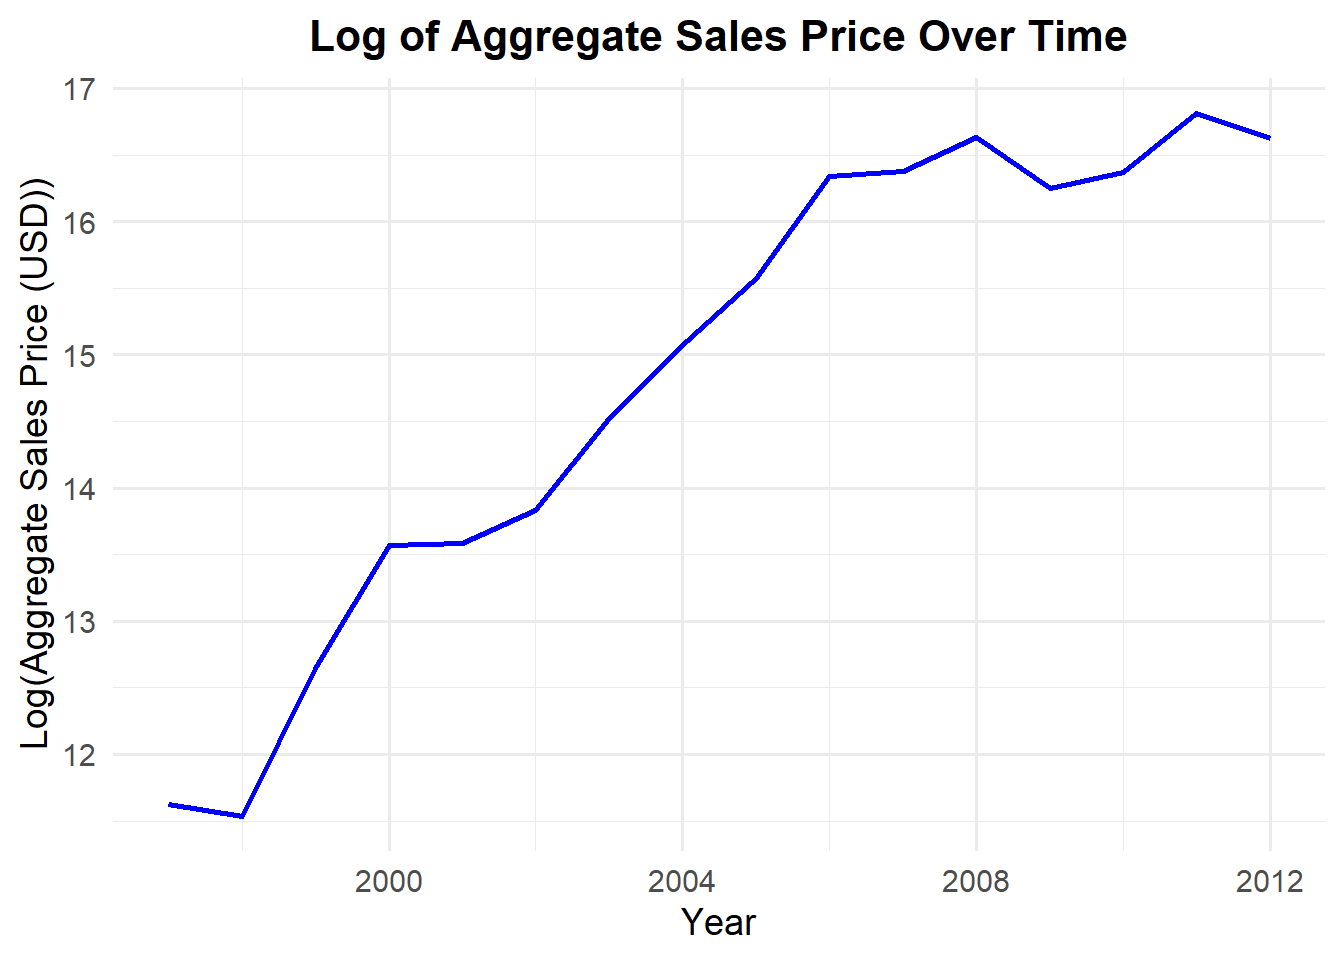 Log of Aggregate Sales Price Over Time
Log(Aggregate Sales Price (USD))
17
16
15
14
13
12
2000 2004 2008 2012
Year